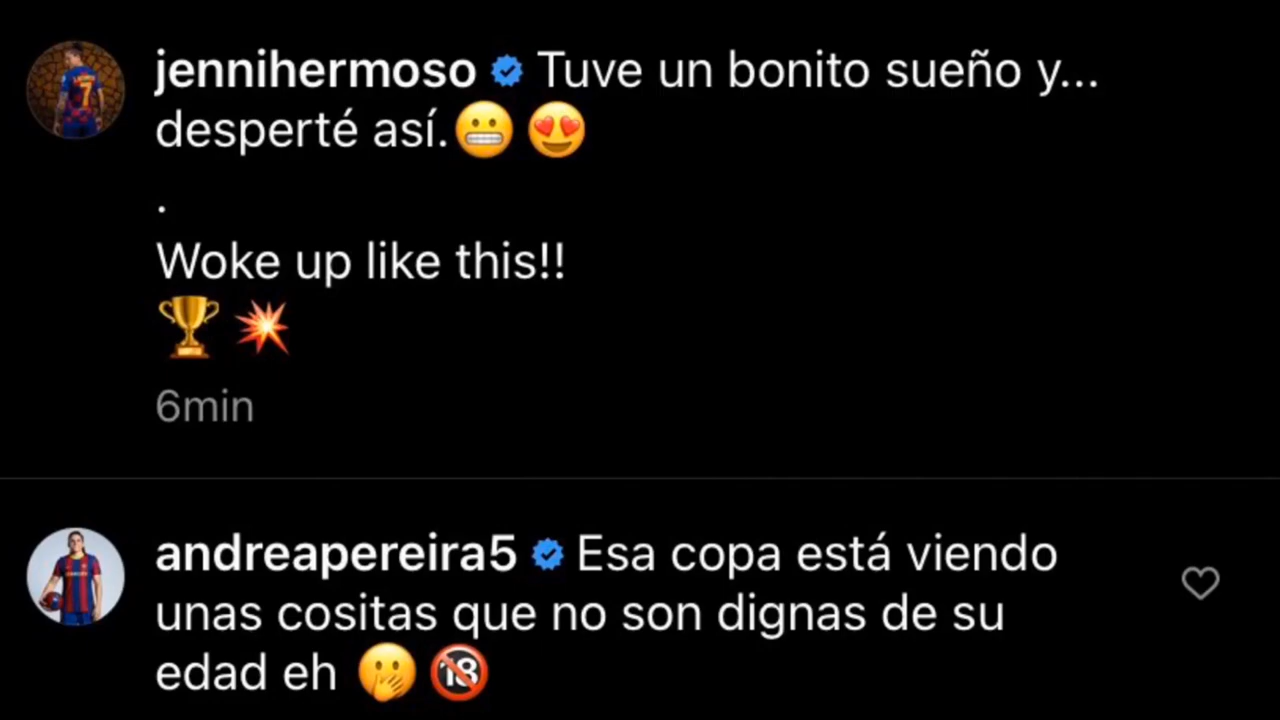 jennihermoso Tuve un bonito sueño y...
desperté así.😬😍
.
Woke up like this!!
🏆💥
6min
andreapereira5 Esa copa está viendo
unas cositas que no son dignas de su
edad eh 🤭🔞